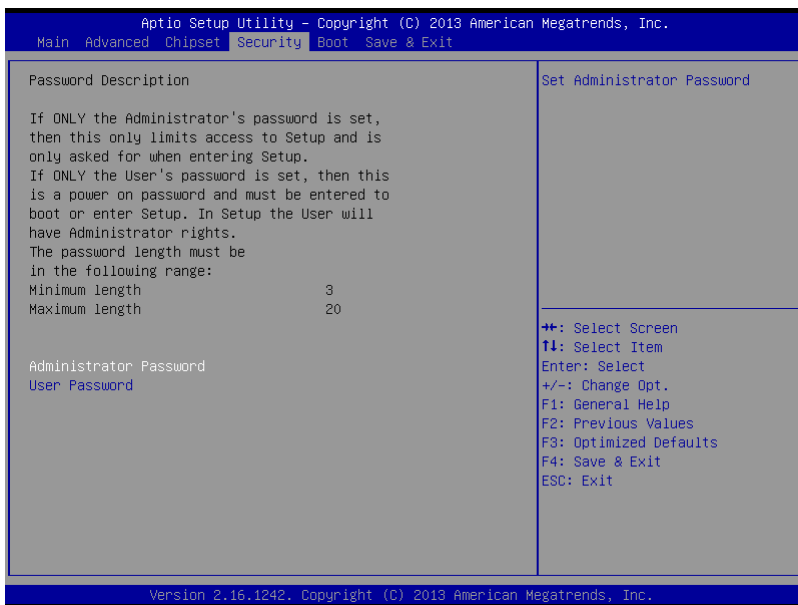 Aptio Setup Utility – Copyright (C) 2013 American Megatrends, Inc.
Main Advanced Chipset Security Boot Save & Exit
Password Description
If ONLY the Administrator's password is set,
then this only limits access to Setup and is
only asked for when entering Setup.
If ONLY the User's password is set, then this
is a power on password and must be entered to
boot or enter Setup. In Setup the User will
have Administrator rights.
The password length must be
in the following range:
Minimum length 3
Maximum length 20
Administrator Password
User Password
Set Administrator Password
→←: Select Screen
↑↓: Select Item
Enter: Select
+/-: Change Opt.
F1: General Help
F2: Previous Values
F3: Optimized Defaults
F4: Save & Exit
ESC: Exit
Version 2.16.1242. Copyright (C) 2013 American Megatrends, Inc.